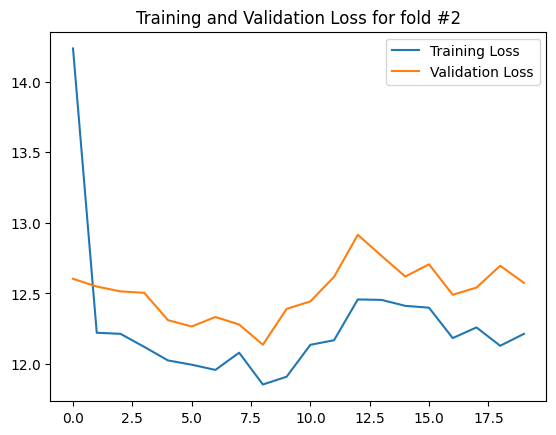 Training and Validation Loss for fold #2
Training Loss
Validation Loss
14.0
13.5
13.0
12.5
12.0
0.0 2.5 5.0 7.5 10.0 12.5 15.0 17.5